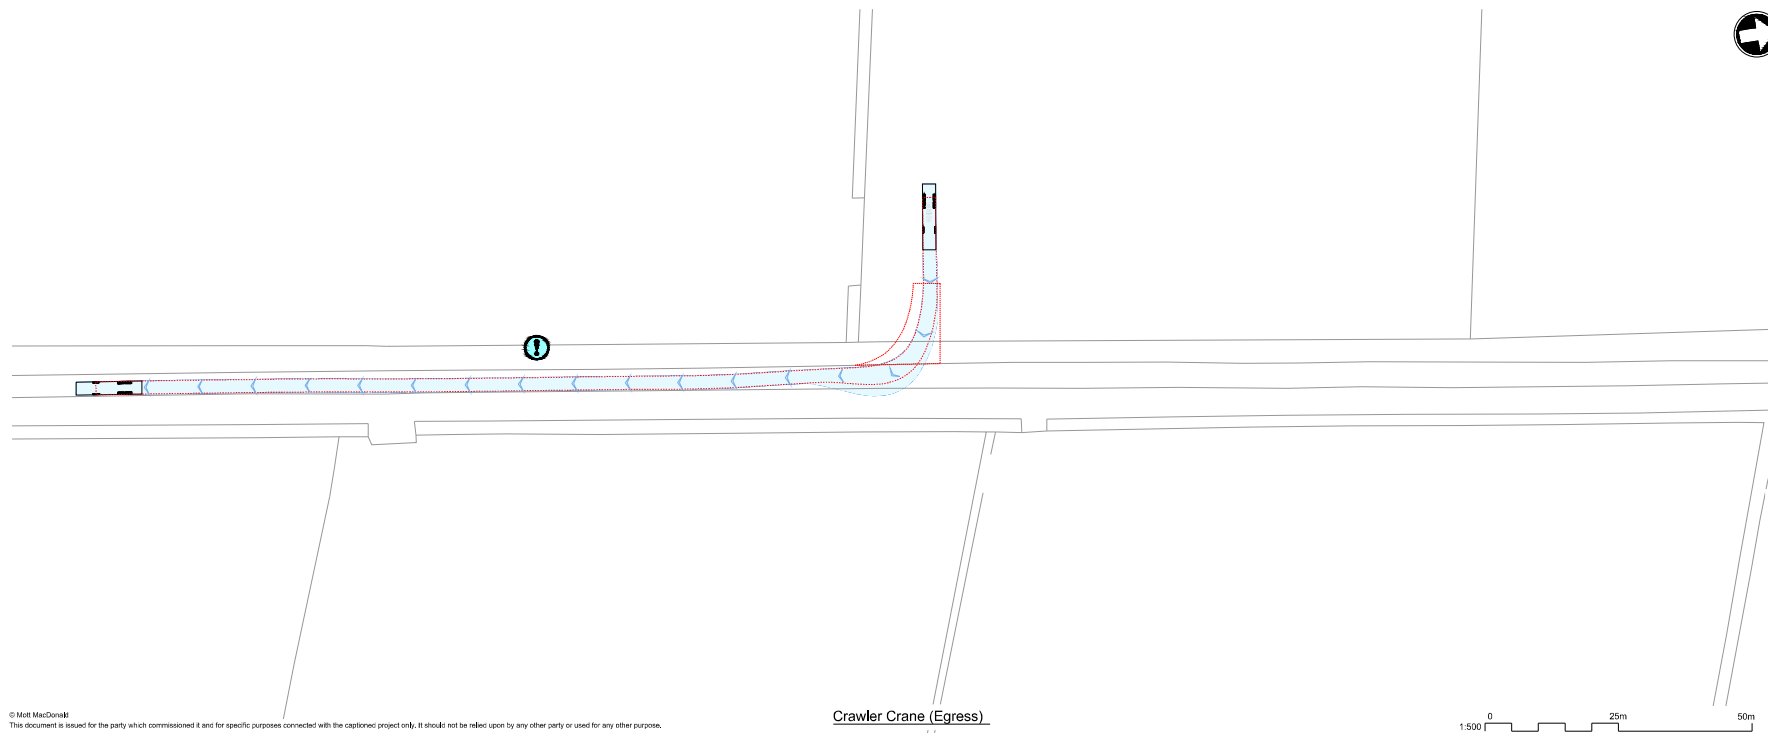 © Mott MacDonald
This document is issued for the party which commissioned it and for specific purposes connected with the captioned project only. It should not be relied upon by any other party or used for any other purpose.
Crawler Crane (Egress)
1:500
0 25m 50m